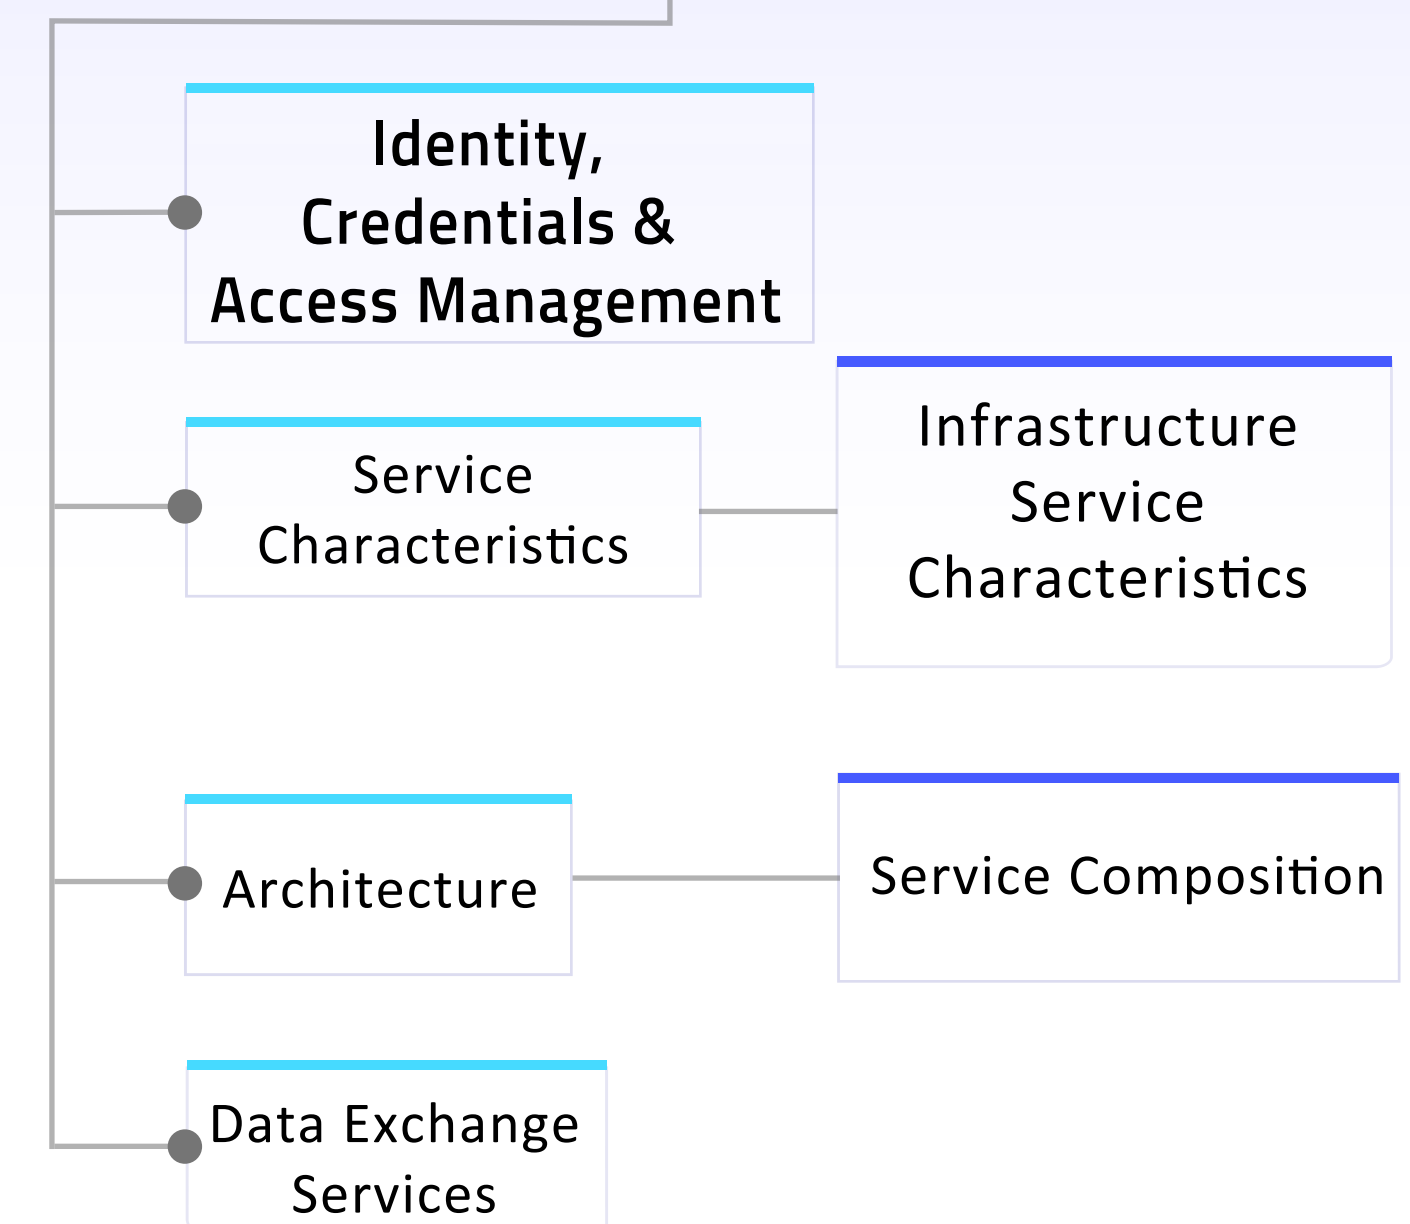 Identity,
Credentials &
Access Management
Service
Characteristics
Infrastructure
Service
Characteristics
Architecture
Service Composition
Data Exchange
Services